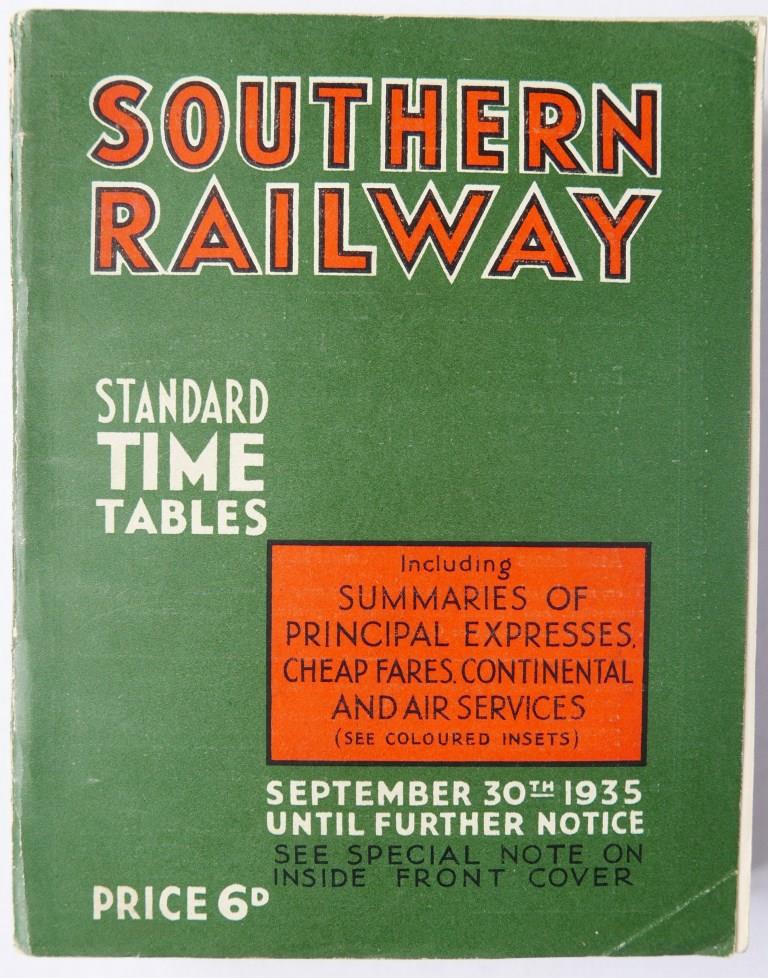 SOUTHERN
RAILWAY
STANDARD
TIME
TABLES
Including
SUMMARIES OF
PRINCIPAL EXPRESSES,
CHEAP FARES, CONTINENTAL
AND AIR SERVICES
(SEE COLOURED INSETS)
SEPTEMBER 30TH 1935
UNTIL FURTHER NOTICE
SEE SPECIAL NOTE ON
INSIDE FRONT COVER
PRICE 6D